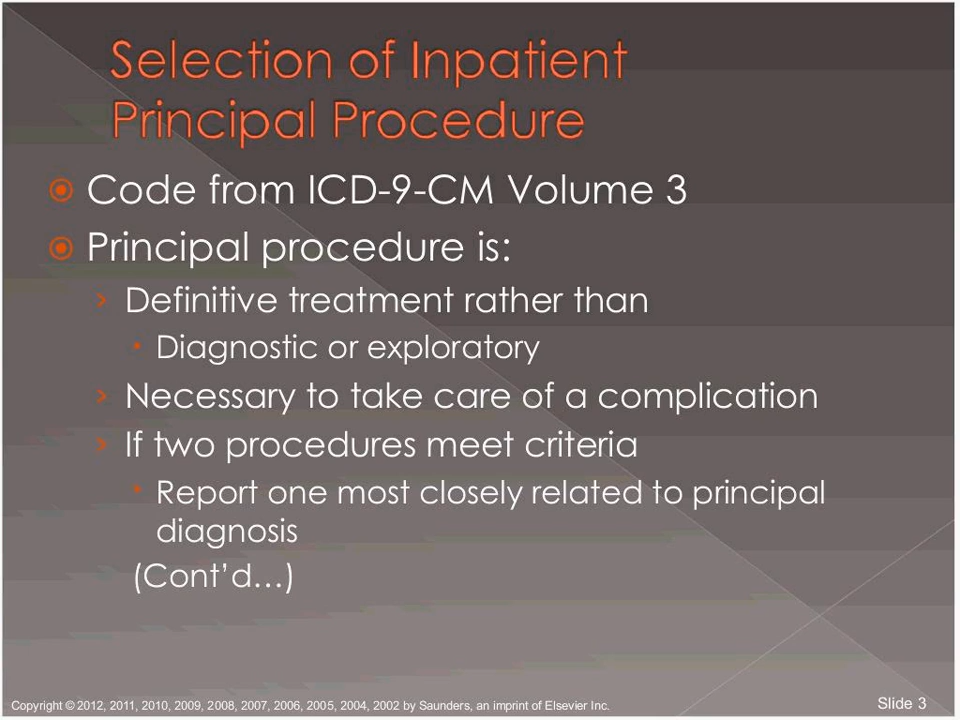 Selection of Inpatient
Principal Procedure
Code from ICD-9-CM Volume 3
Principal procedure is:
Definitive treatment rather than
Diagnostic or exploratory
Necessary to take care of a complication
If two procedures meet criteria
Report one most closely related to principal
diagnosis
(Cont’d…)
Copyright © 2012, 2011, 2010, 2009, 2008, 2007, 2006, 2005, 2004, 2002 by Saunders, an imprint of Elsevier Inc.
Slide 3